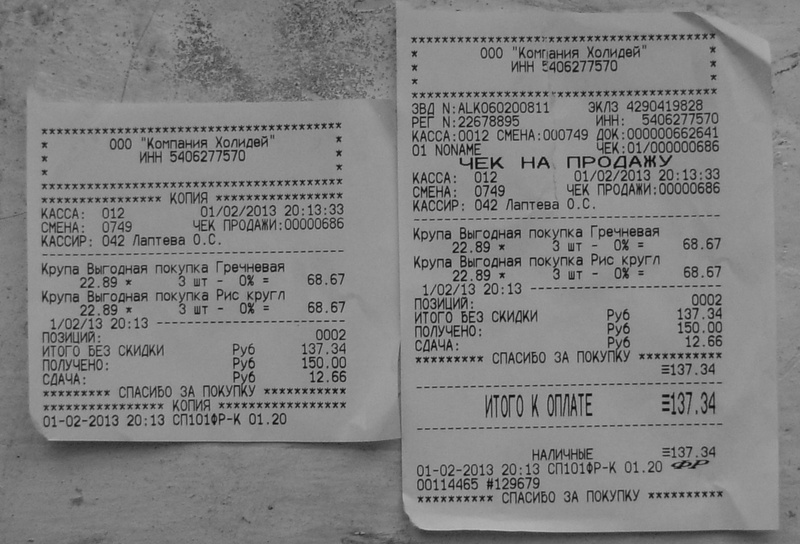 ********************************
* ООО "Компания Холидей" *
* ИНН 5406277570 *
* *
********************************
************* КОПИЯ *************
КАССА: 012 01/02/2013 20:13:33
СМЕНА: 0749 ЧЕК ПРОДАЖИ:00000686
КАССИР: 042 Лаптева О.С.
--------------------------------
Крупа Выгодная покупка Гречневая
22.89 * 3 шт - 0% = 68.67
Крупа Выгодная покупка Рис кругл
22.89 * 3 шт - 0% = 68.67
1/02/13 20:13 --------------------
ПОЗИЦИЙ: 0002
ИТОГО БЕЗ СКИДКИ Руб 137.34
ПОЛУЧЕНО: Руб 150.00
СДАЧА: Руб 12.66
******** СПАСИБО ЗА ПОКУПКУ **********
************* КОПИЯ *************
01-02-2013 20:13 СП101ФР-К 01.20
********************************
* ООО "Компания Холидей" *
* ИНН 5406277570 *
* *
********************************
ЗВД N:ALK060200811 ЭКЛЗ 4290419828
РЕГ N:22678895 ИНН: 5406277570
КАССА:0012 СМЕНА:000749 ДОК:000000662641
01 NONAME ЧЕК:01/000000686
ЧЕК НА ПРОДАЖУ
КАССА: 012 01/02/2013 20:13:33
СМЕНА: 0749 ЧЕК ПРОДАЖИ:00000686
КАССИР: 042 Лаптева О.С.
--------------------------------
Крупа Выгодная покупка Гречневая
22.89 * 3 шт - 0% = 68.67
Крупа Выгодная покупка Рис кругл
22.89 * 3 шт - 0% = 68.67
1/02/13 20:13 --------------------
ПОЗИЦИЙ: 0002
ИТОГО БЕЗ СКИДКИ Руб 137.34
ПОЛУЧЕНО: Руб 150.00
СДАЧА: Руб 12.66
********* СПАСИБО ЗА ПОКУПКУ ***********
≡137.34
--------------------------------
ИТОГО К ОПЛАТЕ ≡137.34
--------------------------------
НАЛИЧНЫЕ ≡137.34
01-02-2013 20:13 СП101ФР-К 01.20 ФР
00114465 #129679
********** СПАСИБО ЗА ПОКУПКУ **********